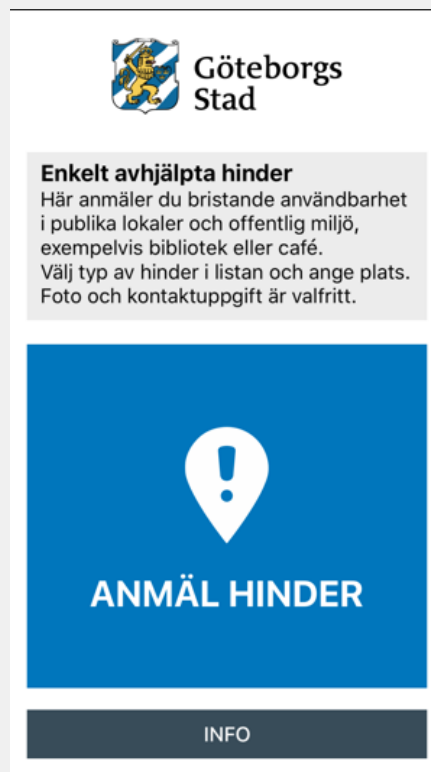 Göteborgs
Stad
Enkelt avhjälpta hinder
Här anmäler du bristande användbarhet
i publika lokaler och offentlig miljö,
exempelvis bibliotek eller café.
Välj typ av hinder i listan och ange plats.
Foto och kontaktuppgift är valfritt.
ANMÄL HINDER
INFO